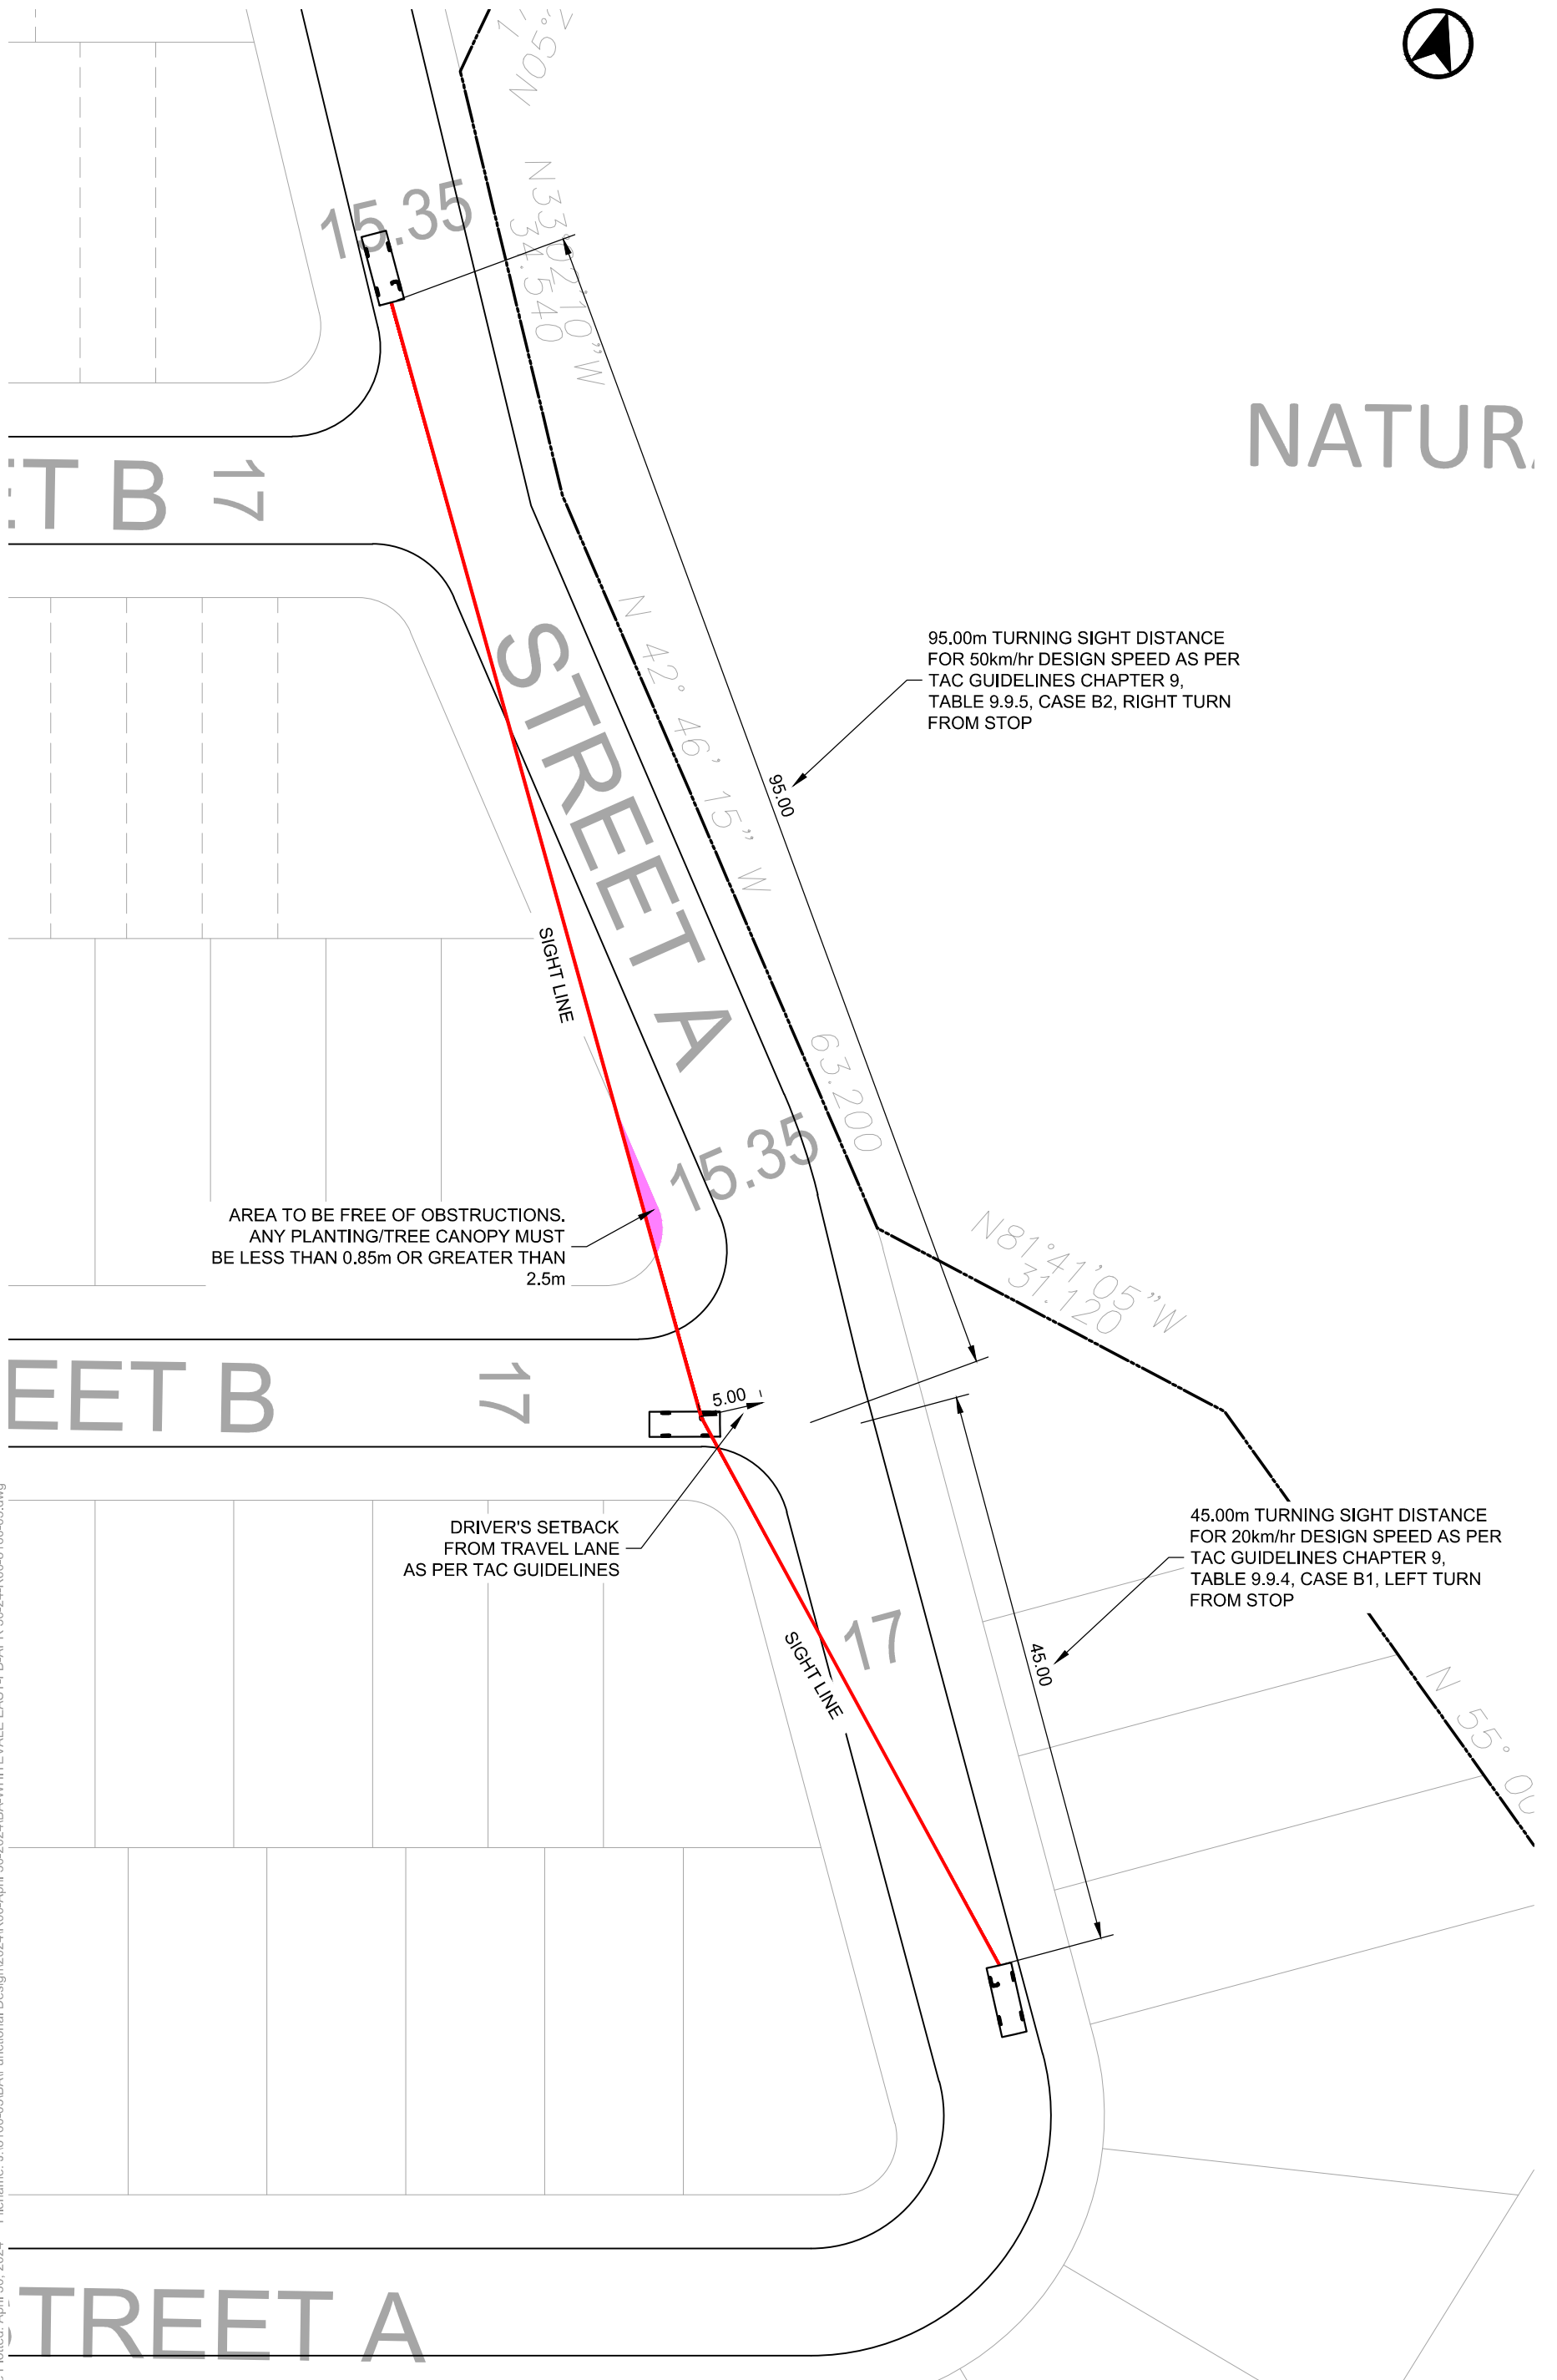 N05°
15.35
N33°02'10"W
34.540
NATUR
ET B
17
N 42° 46' 15" W
95.00m TURNING SIGHT DISTANCE
FOR 50km/hr DESIGN SPEED AS PER
TAC GUIDELINES CHAPTER 9,
TABLE 9.9.5, CASE B2, RIGHT TURN
FROM STOP
STREET A
95.00
SIGHT LINE
63.200
15.35
AREA TO BE FREE OF OBSTRUCTIONS.
ANY PLANTING/TREE CANOPY MUST
BE LESS THAN 0.85m OR GREATER THAN
2.5m
N81°41'05"W
31.120
EET B
17
5.00
DRIVER'S SETBACK
FROM TRAVEL LANE
AS PER TAC GUIDELINES
45.00m TURNING SIGHT DISTANCE
FOR 20km/hr DESIGN SPEED AS PER
TAC GUIDELINES CHAPTER 9,
TABLE 9.9.4, CASE B1, LEFT TURN
FROM STOP
17
SIGHT LINE
45.00
N 55° 00
TREET A